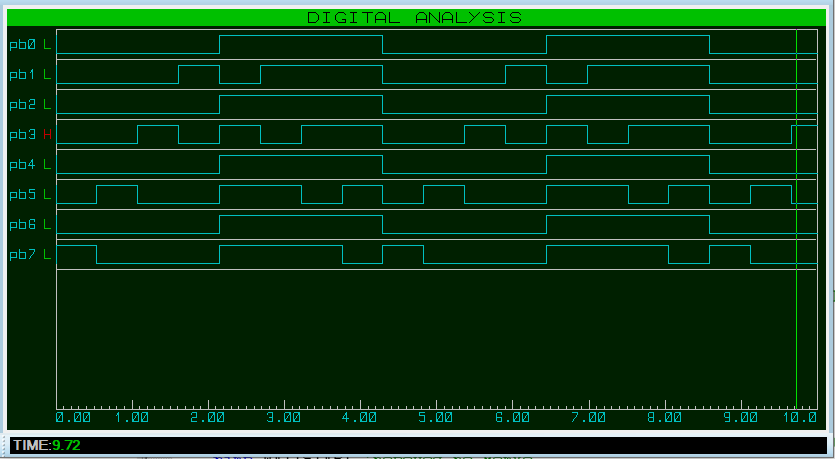 DIGITAL ANALYSIS
pb0 L
pb1 L
pb2 L
pb3 H
pb4 L
pb5 L
pb6 L
pb7 L
0.00 1.00 2.00 3.00 4.00 5.00 6.00 7.00 8.00 9.00 10.0
TIME:9.72